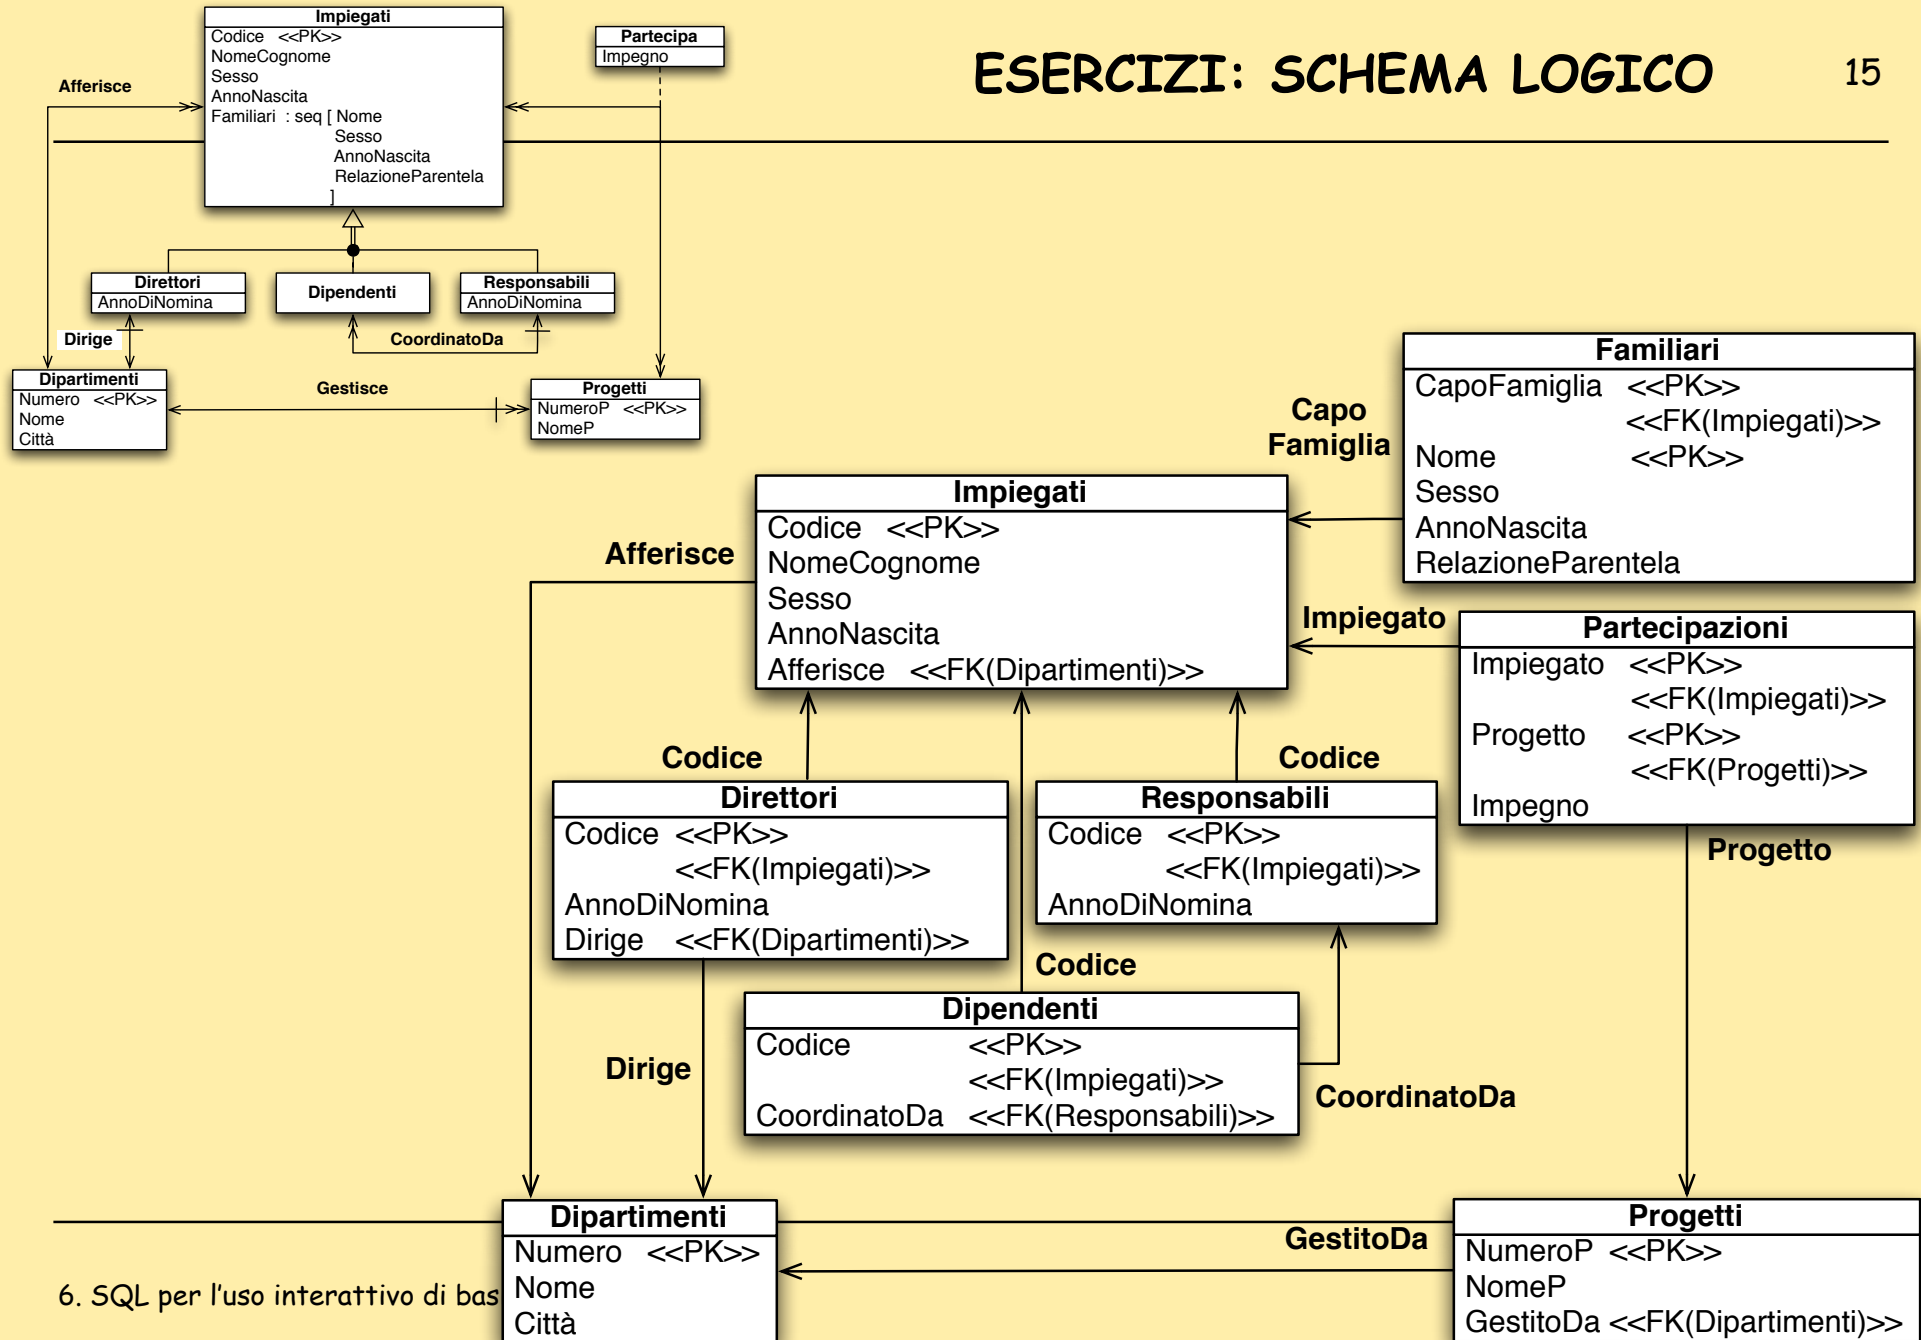 ESERCIZI: SCHEMA LOGICO
15
Impiegati
Codice <<PK>>
NomeCognome
Sesso
AnnoNascita
Familiari : seq [ Nome
Sesso
AnnoNascita
RelazioneParentela
]
Partecipa
Impegno
Afferisce
Direttori
AnnoDiNomina
Dipendenti
Responsabili
AnnoDiNomina
Dirige
CoordinatoDa
Dipartimenti
Numero <<PK>>
Nome
Città
Gestisce
Progetti
NumeroP <<PK>>
NomeP
Familiari
CapoFamiglia <<PK>>
<<FK(Impiegati)>>
Nome <<PK>>
Sesso
AnnoNascita
RelazioneParentela
Capo
Famiglia
Impiegati
Codice <<PK>>
NomeCognome
Sesso
AnnoNascita
Afferisce <<FK(Dipartimenti)>>
Afferisce
Impiegato
Partecipazioni
Impiegato <<PK>>
<<FK(Impiegati)>>
Progetto <<PK>>
<<FK(Progetti)>>
Impegno
Codice
Codice
Direttori
Codice <<PK>>
<<FK(Impiegati)>>
AnnoDiNomina
Dirige <<FK(Dipartimenti)>>
Responsabili
Codice <<PK>>
<<FK(Impiegati)>>
AnnoDiNomina
Progetto
Codice
Dipendenti
Codice <<PK>>
<<FK(Impiegati)>>
CoordinatoDa <<FK(Responsabili)>>
Dirige
CoordinatoDa
Dipartimenti
Numero <<PK>>
Nome
Città
GestitoDa
Progetti
NumeroP <<PK>>
NomeP
GestitoDa <<FK(Dipartimenti)>>
6. SQL per l'uso interattivo di bas